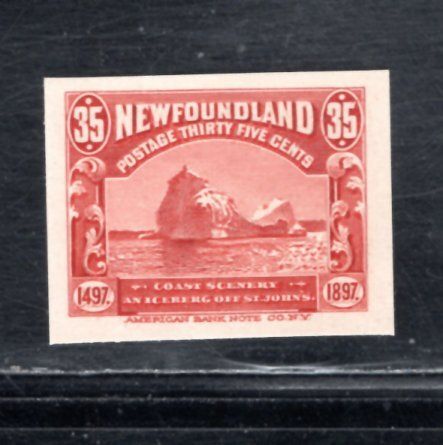 35 NEWFOUNDLAND 35
POSTAGE THIRTY FIVE CENTS
COAST SCENERY
1497. AN ICEBERG OFF ST. JOHN'S. 1897.
AMERICAN BANK NOTE CO. N.Y.